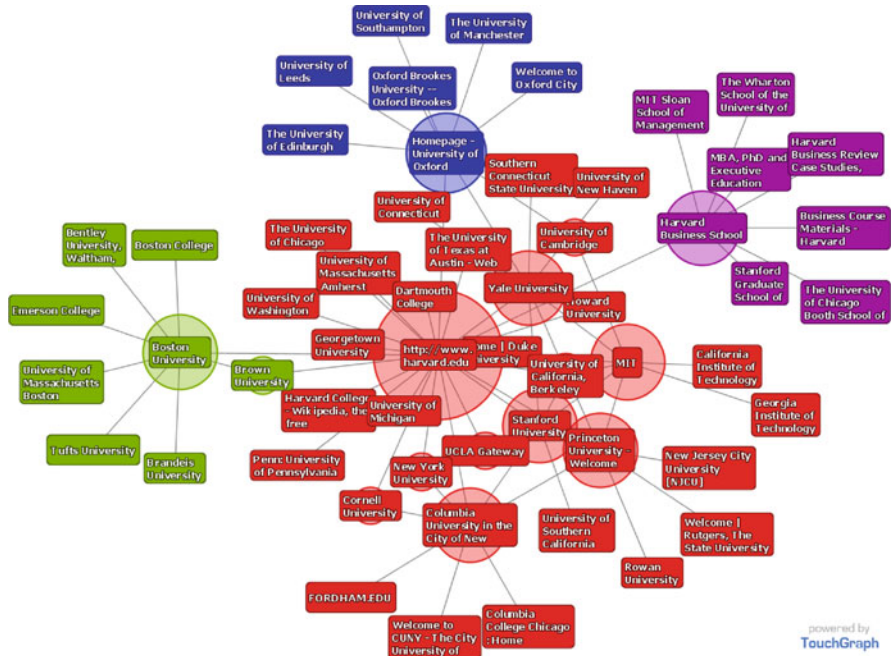 University of
Southampton
The University
of Manchester
University of
Leeds
Oxford Brookes
University --
Oxford Brookes
Welcome to
Oxford City
The University
of Edinburgh
Homepage -
University of
Oxford
MIT Sloan
School of
Management
The Wharton
School of the
University of
MBA, PhD and
Executive
Education
Harvard
Business Review
Case Studies,
Harvard
Business School
Business Course
Materials -
Harvard
Stanford
Graduate
School of
The University
of Chicago
Booth School of
Southern
Connecticut
State University
University
of New Haven
University of
Connecticut
University of
Cambridge
The University
of Chicago
The University
of Texas at
Austin - Web
University of
Massachusetts
Amherst
Dartmouth
College
Yale University
Howard
University
University of
Washington
Georgetown
University
http://www.
harvard.edu
ome | Duke
University
University of
California,
Berkeley
MIT
California
Institute of
Technology
Georgia
Institute of
Technology
Bentley
University,
Waltham,
Boston College
Emerson College
Boston
University
Brown
University
University of
Massachusetts
Boston
Tufts University
Brandeis
University
Harvard College
- Wikipedia, the
free
University of
Michigan
Stanford
University
Princeton
University -
Welcome
Penn: University
of Pennsylvania
New York
University
UCLA Gateway
New Jersey City
University
[NJCU]
Cornell
University
Columbia
University in the
City of New
University of
Southern
California
Welcome |
Rutgers, The
State University
Rowan
University
FORDHAM.EDU
Welcome to
CUNY - The City
University of
Columbia
College Chicago
: Home
powered by
TouchGraph